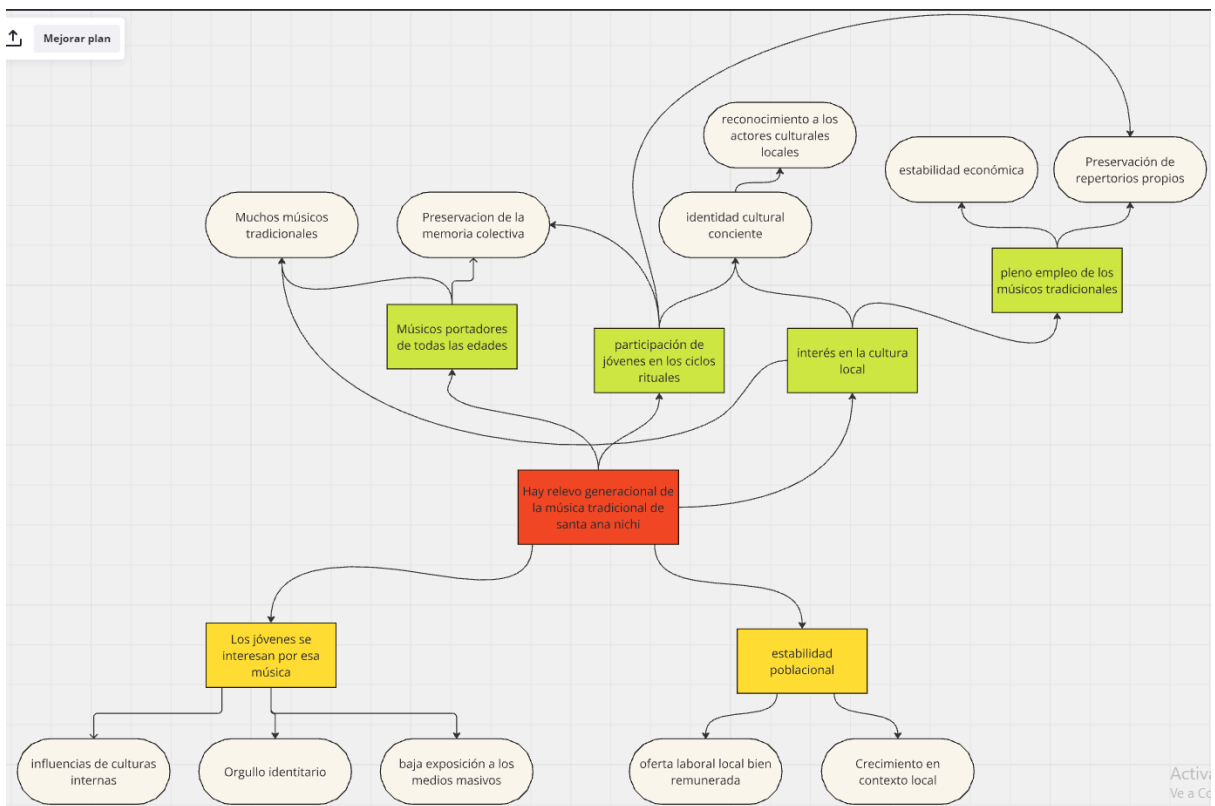 Mejorar plan
reconocimiento a los
actores culturales
locales
estabilidad económica
Preservación de
repertorios propios
Muchos músicos
tradicionales
Preservacion de la
memoria colectiva
identidad cultural
conciente
pleno empleo de los
músicos tradicionales
Músicos portadores
de todas las edades
participación de
jóvenes en los ciclos
rituales
interés en la cultura
local
Hay relevo generacional de
la música tradicional de
santa ana nichi
Los jóvenes se
interesan por esa
música
estabilidad
poblacional
influencias de culturas
internas
Orgullo identitario
baja exposición a los
medios masivos
oferta laboral local bien
remunerada
Crecimiento en
contexto local
Activa
Ve a Co